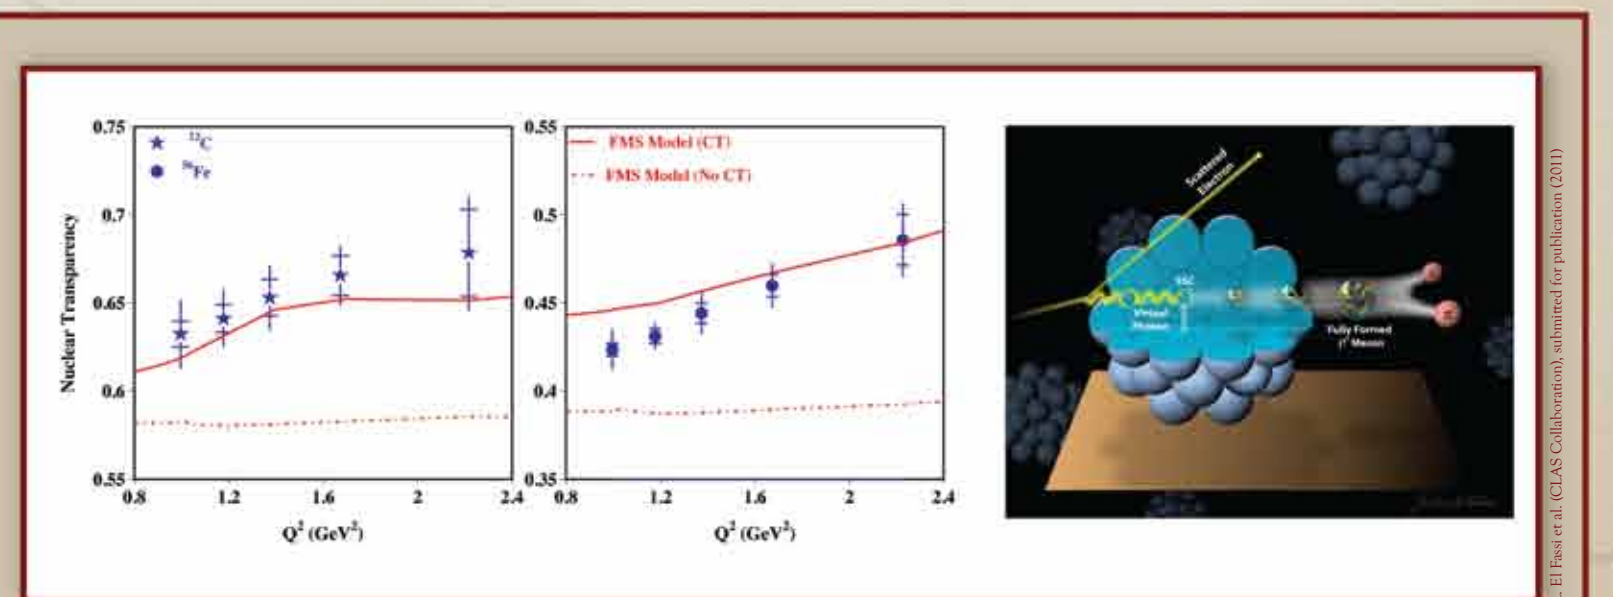 0.75
0.7
0.65
0.6
0.55
0.8
1.2
1.6
2
2.4
Nuclear Transparency
Q² (GeV²)
¹²C
⁵⁶Fe
0.55
0.5
0.45
0.4
0.35
0.8
1.2
1.6
2
2.4
Q² (GeV²)
FMS Model (CT)
FMS Model (No CT)
Scattered
Electron
SSC
Virtual
Fully Formed
Meson
. El Fassi et al. (CLAS Collaboration), submitted for publication (2011)